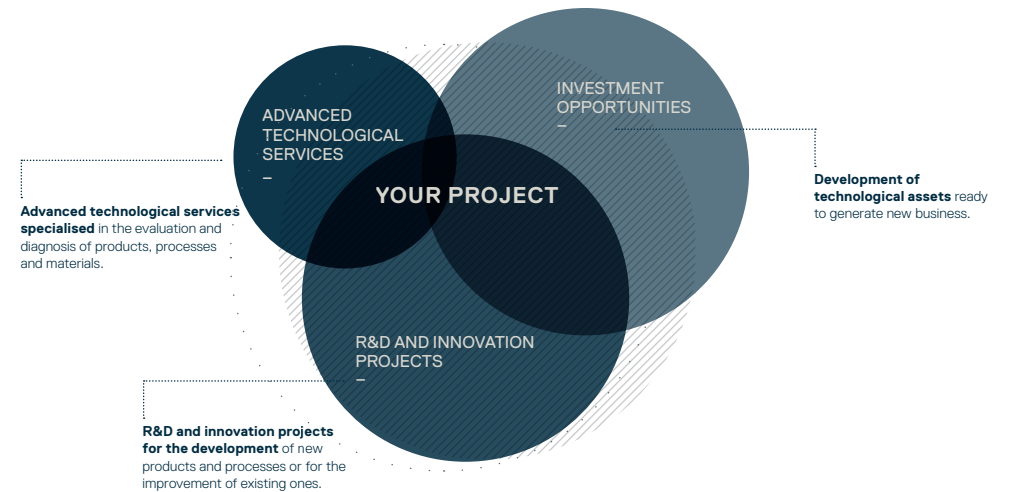 ADVANCED
TECHNOLOGICAL
SERVICES
–
INVESTMENT
OPPORTUNITIES
–
YOUR PROJECT
R&D AND INNOVATION
PROJECTS
–
Advanced technological services
specialised in the evaluation and
diagnosis of products, processes
and materials.
Development of
technological assets ready
to generate new business.
R&D and innovation projects
for the development of new
products and processes or for the
improvement of existing ones.